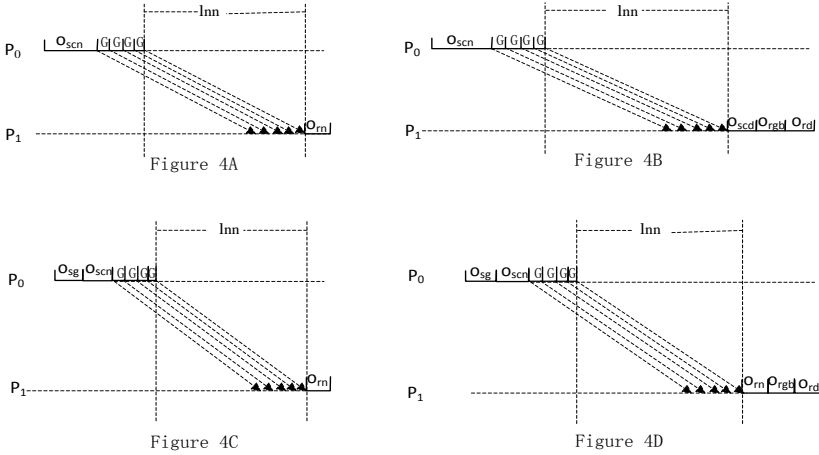 lnn
P0 Oscn G G G G
P1 Orn
Figure 4A
lnn
P0 Oscn G G G G
P1 Oscd Orgb Ord
Figure 4B
lnn
P0 Osg Oscn G G G G
P1 Orn
Figure 4C
lnn
P0 Osg Oscn G G G G
P1 Orn Orgb Ord
Figure 4D